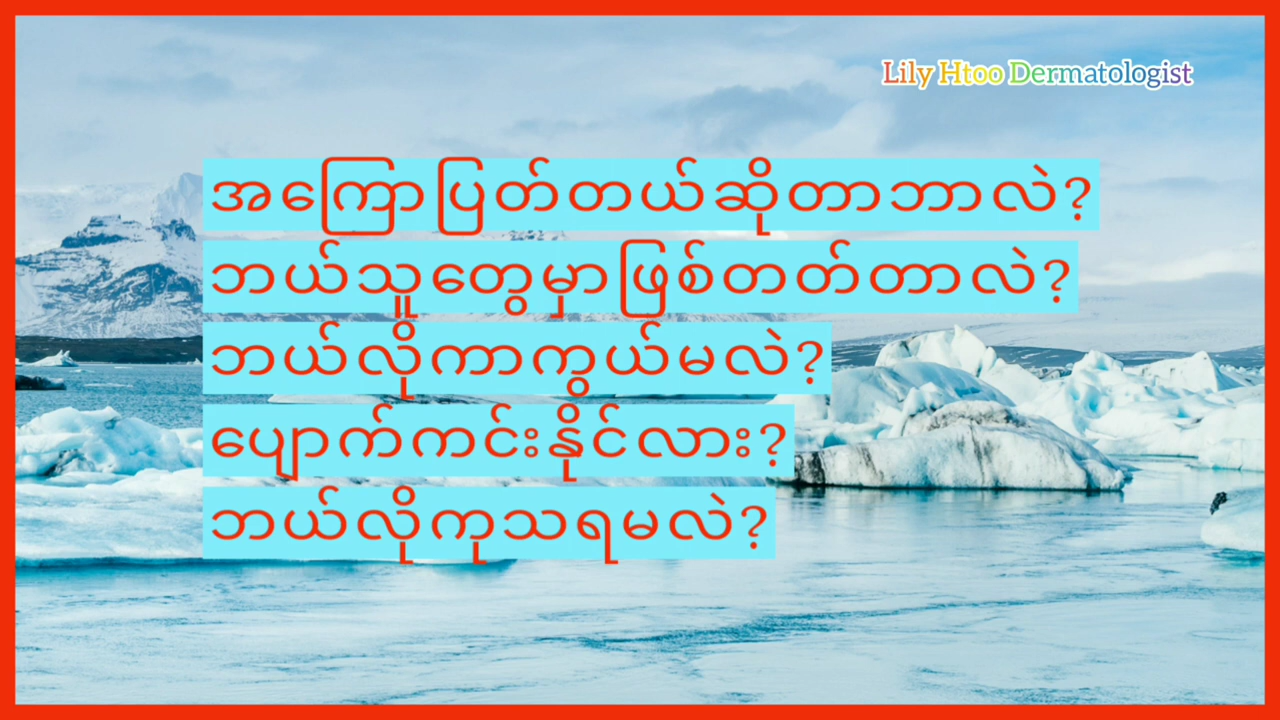 Lily Htoo Dermatologist
အကြောပြတ်တယ်ဆိုတာဘာလဲ?
ဘယ်သူတွေမှာဖြစ်တတ်တာလဲ?
ဘယ်လိုကာကွယ်မလဲ?
ပျောက်ကင်းနိုင်လား?
ဘယ်လိုကုသရမလဲ?